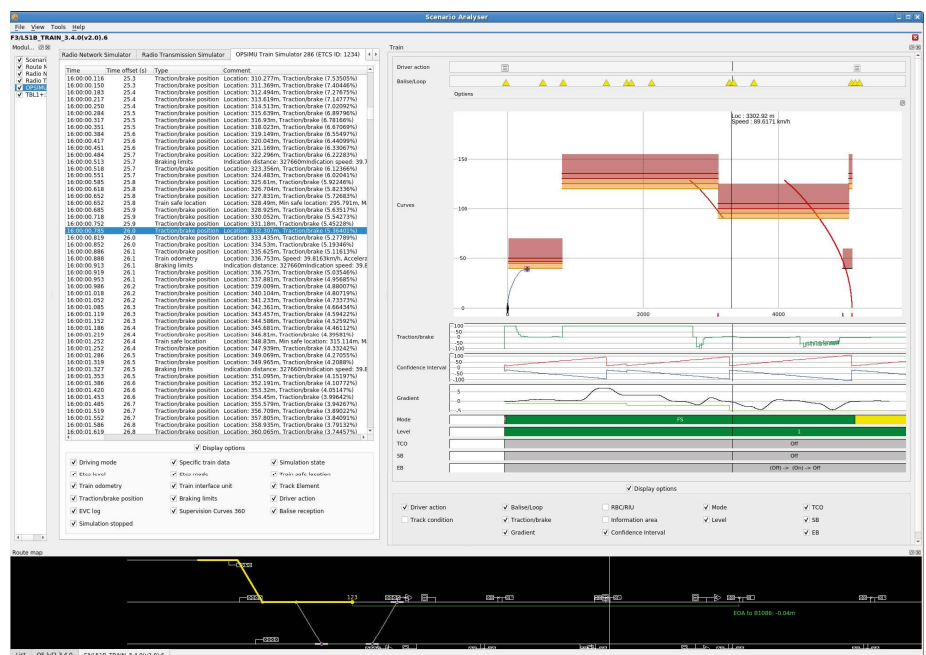 Scenario Analyser
File View Tools Help
F3/LS1B_TRAIN_3.4.0(v2.0).6
Modul...
Scenari
Route M
Radio N
Radio T
OPSIMU
TBL1+:
Radio Network Simulator Radio Transmission Simulator OPSIMU Train Simulator 286 (ETCS ID: 1234)
Time Time offset (s) Type Comment
16:00:00.116 25.3 Traction/brake position Location: 310.277m, Traction/brake (7.53505%)
16:00:00.150 25.3 Traction/brake position Location: 311.369m, Traction/brake (7.40446%)
16:00:00.183 25.4 Traction/brake position Location: 312.494m, Traction/brake (7.27675%)
16:00:00.217 25.4 Traction/brake position Location: 313.619m, Traction/brake (7.14777%)
16:00:00.250 25.4 Traction/brake position Location: 314.513m, Traction/brake (7.02092%)
16:00:00.284 25.5 Traction/brake position Location: 315.639m, Traction/brake (6.89796%)
16:00:00.317 25.5 Traction/brake position Location: 316.93m, Traction/brake (6.78166%)
16:00:00.351 25.5 Traction/brake position Location: 318.023m, Traction/brake (6.67069%)
16:00:00.384 25.6 Traction/brake position Location: 319.149m, Traction/brake (6.55497%)
16:00:00.417 25.6 Traction/brake position Location: 320.043m, Traction/brake (6.44099%)
16:00:00.451 25.6 Traction/brake position Location: 321.169m, Traction/brake (6.33067%)
16:00:00.484 25.7 Traction/brake position Location: 322.296m, Traction/brake (6.22283%)
16:00:00.513 25.7 Braking limits Indication distance: 327660mIndication speed: 39.7
16:00:00.518 25.7 Traction/brake position Location: 323.356m, Traction/brake (6.12366%)
16:00:00.551 25.7 Traction/brake position Location: 324.483m, Traction/brake (6.02041%)
16:00:00.585 25.8 Traction/brake position Location: 325.61m, Traction/brake (5.92246%)
16:00:00.618 25.8 Traction/brake position Location: 326.704m, Traction/brake (5.82336%)
16:00:00.652 25.8 Traction/brake position Location: 327.832m, Traction/brake (5.72683%)
16:00:00.652 25.8 Train safe location Location: 328.49m, Min safe location: 295.791m, M
16:00:00.685 25.9 Traction/brake position Location: 328.925m, Traction/brake (5.63517%)
16:00:00.718 25.9 Traction/brake position Location: 330.052m, Traction/brake (5.54273%)
16:00:00.752 25.9 Traction/brake position Location: 331.18m, Traction/brake (5.45228%)
16:00:00.785 26.0 Traction/brake position Location: 332.307m, Traction/brake (5.36401%)
16:00:00.819 26.0 Traction/brake position Location: 333.435m, Traction/brake (5.27789%)
16:00:00.852 26.0 Traction/brake position Location: 334.53m, Traction/brake (5.19346%)
16:00:00.886 26.1 Traction/brake position Location: 335.625m, Traction/brake (5.11613%)
16:00:00.888 26.1 Train odometry Location: 336.753m, Speed: 39.8163km/h, Accelera
16:00:00.913 26.1 Braking limits Indication distance: 327660mIndication speed: 39.8
16:00:00.919 26.1 Traction/brake position Location: 336.753m, Traction/brake (5.03546%)
16:00:00.953 26.1 Traction/brake position Location: 337.881m, Traction/brake (4.95685%)
16:00:00.986 26.2 Traction/brake position Location: 339.009m, Traction/brake (4.88007%)
16:00:01.018 26.2 Traction/brake position Location: 340.104m, Traction/brake (4.80719%)
16:00:01.052 26.2 Traction/brake position Location: 341.233m, Traction/brake (4.73373%)
16:00:01.085 26.3 Traction/brake position Location: 342.361m, Traction/brake (4.66434%)
16:00:01.119 26.3 Traction/brake position Location: 343.457m, Traction/brake (4.59422%)
16:00:01.152 26.3 Traction/brake position Location: 344.586m, Traction/brake (4.52592%)
16:00:01.186 26.4 Traction/brake position Location: 345.681m, Traction/brake (4.46112%)
16:00:01.219 26.4 Traction/brake position Location: 346.81m, Traction/brake (4.39581%)
16:00:01.252 26.4 Train safe location Location: 348.83m, Min safe location: 315.114m, M
16:00:01.252 26.4 Traction/brake position Location: 347.939m, Traction/brake (4.33242%)
16:00:01.286 26.5 Traction/brake position Location: 349.069m, Traction/brake (4.27055%)
16:00:01.319 26.5 Traction/brake position Location: 349.965m, Traction/brake (4.2088%)
16:00:01.327 26.5 Braking limits Indication distance: 327660mIndication speed: 39.8
16:00:01.353 26.5 Traction/brake position Location: 351.095m, Traction/brake (4.15197%)
16:00:01.386 26.6 Traction/brake position Location: 352.191m, Traction/brake (4.10772%)
16:00:01.420 26.6 Traction/brake position Location: 353.32m, Traction/brake (4.05147%)
16:00:01.453 26.6 Traction/brake position Location: 354.45m, Traction/brake (3.99642%)
16:00:01.485 26.7 Traction/brake position Location: 355.579m, Traction/brake (3.94267%)
16:00:01.519 26.7 Traction/brake position Location: 356.709m, Traction/brake (3.89022%)
16:00:01.552 26.7 Traction/brake position Location: 357.805m, Traction/brake (3.84091%)
16:00:01.586 26.8 Traction/brake position Location: 358.935m, Traction/brake (3.79132%)
16:00:01.619 26.8 Traction/brake position Location: 360.065m, Traction/brake (3.74457%)
Display options
Driving mode Specific train data Simulation state
Train odometry Train interface unit Track Element
Traction/brake position Braking limits Driver action
EVC log Supervision Curves 360 Balise reception
Simulation stopped
Train
Driver action
Balise/Loop
Options
Loc : 3302.92 m
Speed : 89.6171 km/h
150
Curves
100
50
0
0 2000 4000
Traction/brake
100
50
0
-50
-100
Confidence Interval
100
50
0
-50
-100
Gradient
5
0
-5
Mode FS
Level 1
TCO Off
SB Off
EB (Off) -> (On) -> Off
Display options
Driver action Balise/Loop RBC/RIU Mode TCO
Track condition Traction/brake Information area Level SB
Gradient Confidence Interval EB
Route map
123
EOA to B1086: -0.04m